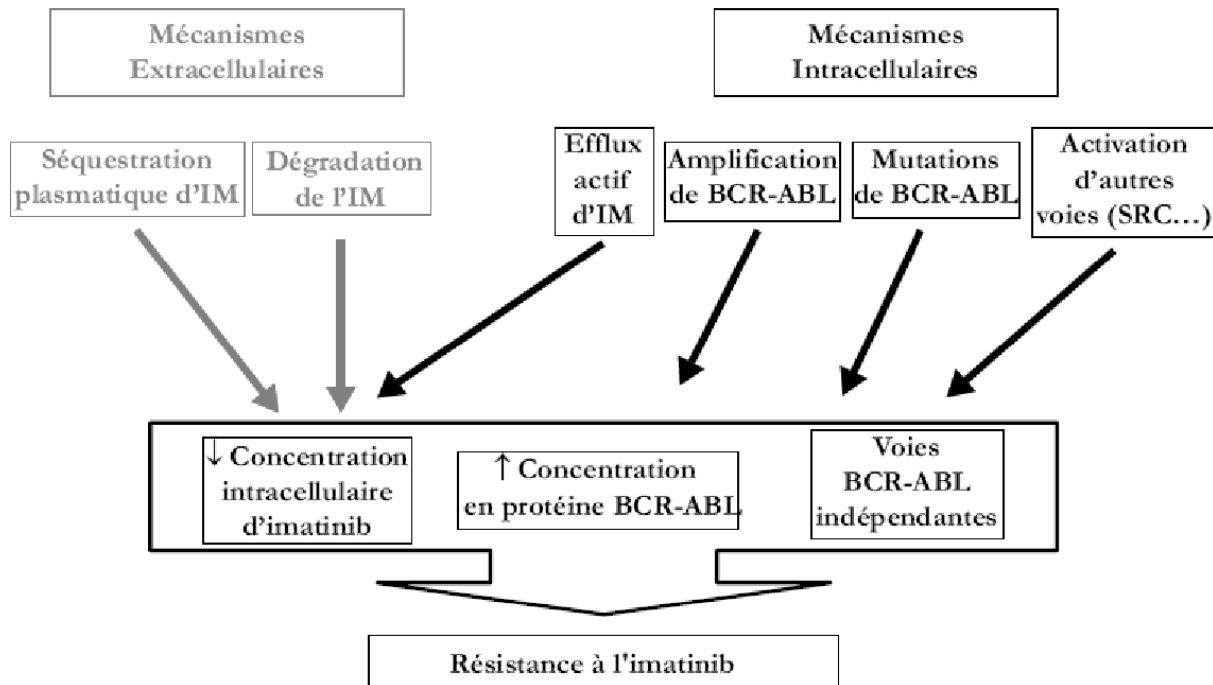 Mécanismes
Extracellulaires
Mécanismes
Intracellulaires
Séquestration
plasmatique d'IM
Dégradation
de l'IM
Efflux
actif
d'IM
Amplification
de BCR-ABL
Mutations
de BCR-ABL
Activation
d'autres
voies (SRC…)
↓ Concentration
intracellulaire
d'imatinib
↑ Concentration
en protéine BCR-ABL
Voies
BCR-ABL
indépendantes
Résistance à l'imatinib